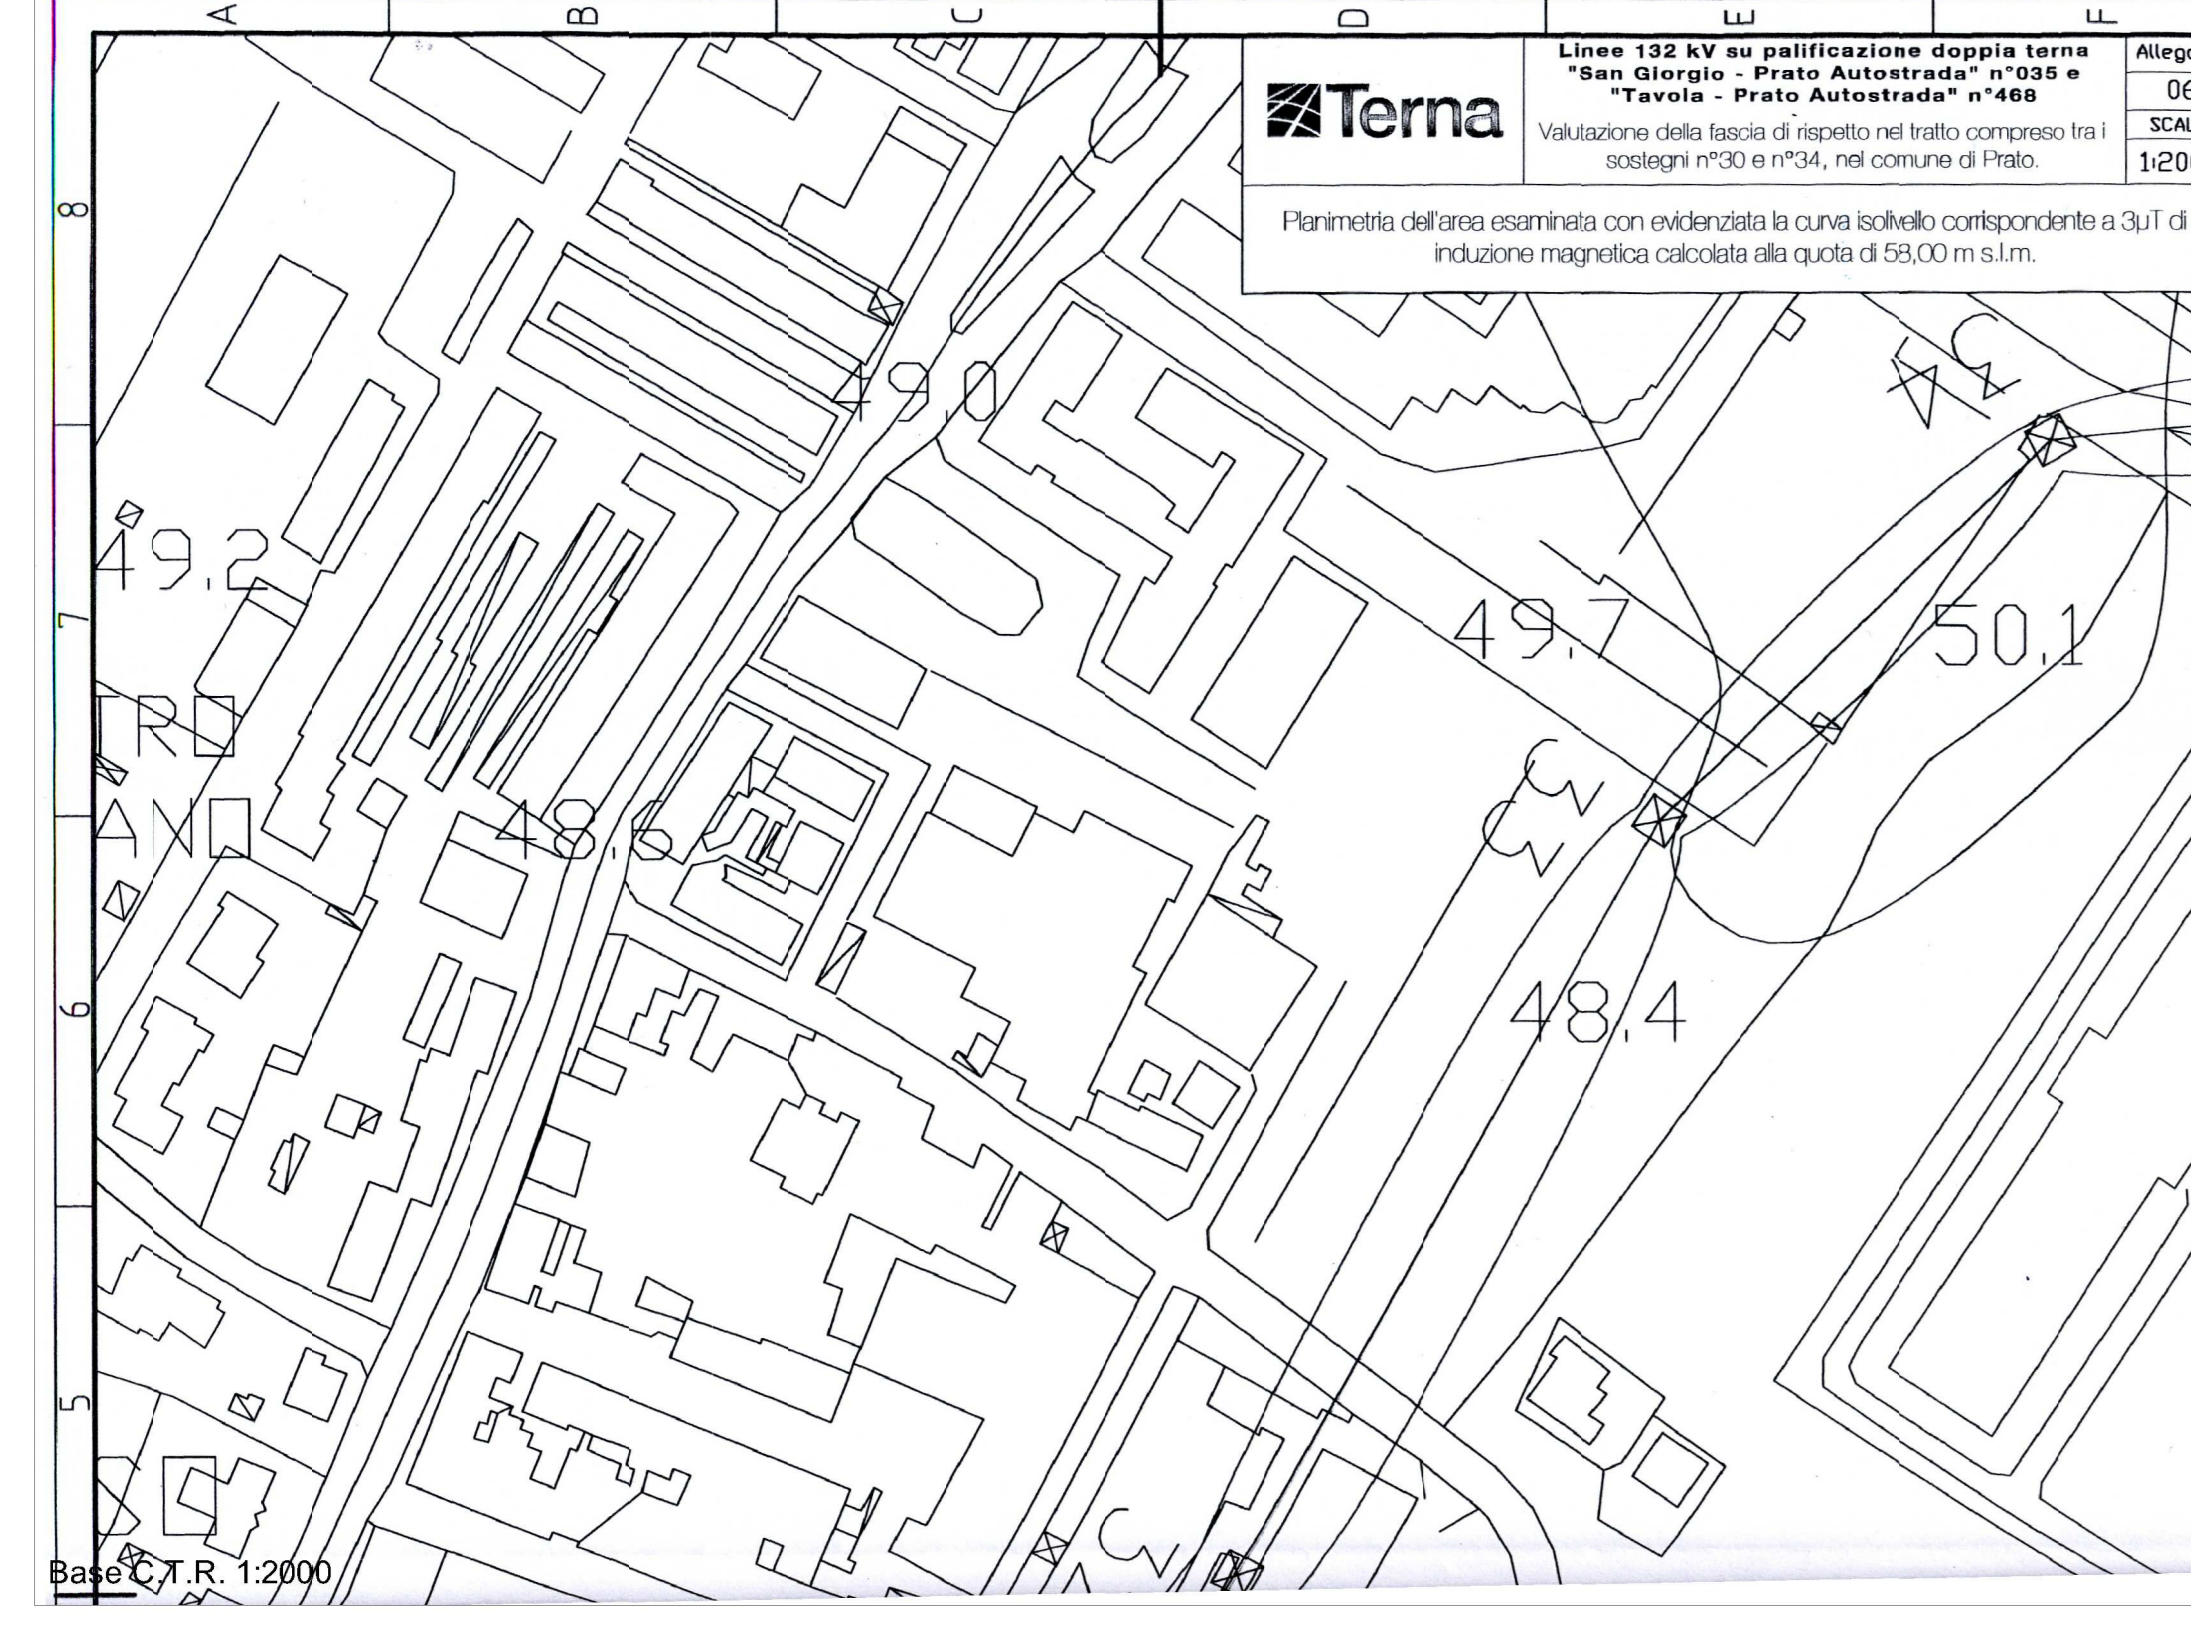 A B C D E F
Linee 132 kV su palificazione doppia terna
"San Giorgio - Prato Autostrada" n°035 e
"Tavola - Prato Autostrada" n°468
Valutazione della fascia di rispetto nel tratto compreso tra i
sostegni n°30 e n°34, nel comune di Prato.
Terna
Planimetria dell'area esaminata con evidenziata la curva isolivello corrispondente a 3µT di
induzione magnetica calcolata alla quota di 58,00 m s.l.m.
8
34
49,0
49,2
7
49,7
50,1
33
48,6
6
48,4
5
Base C.T.R. 1:2000